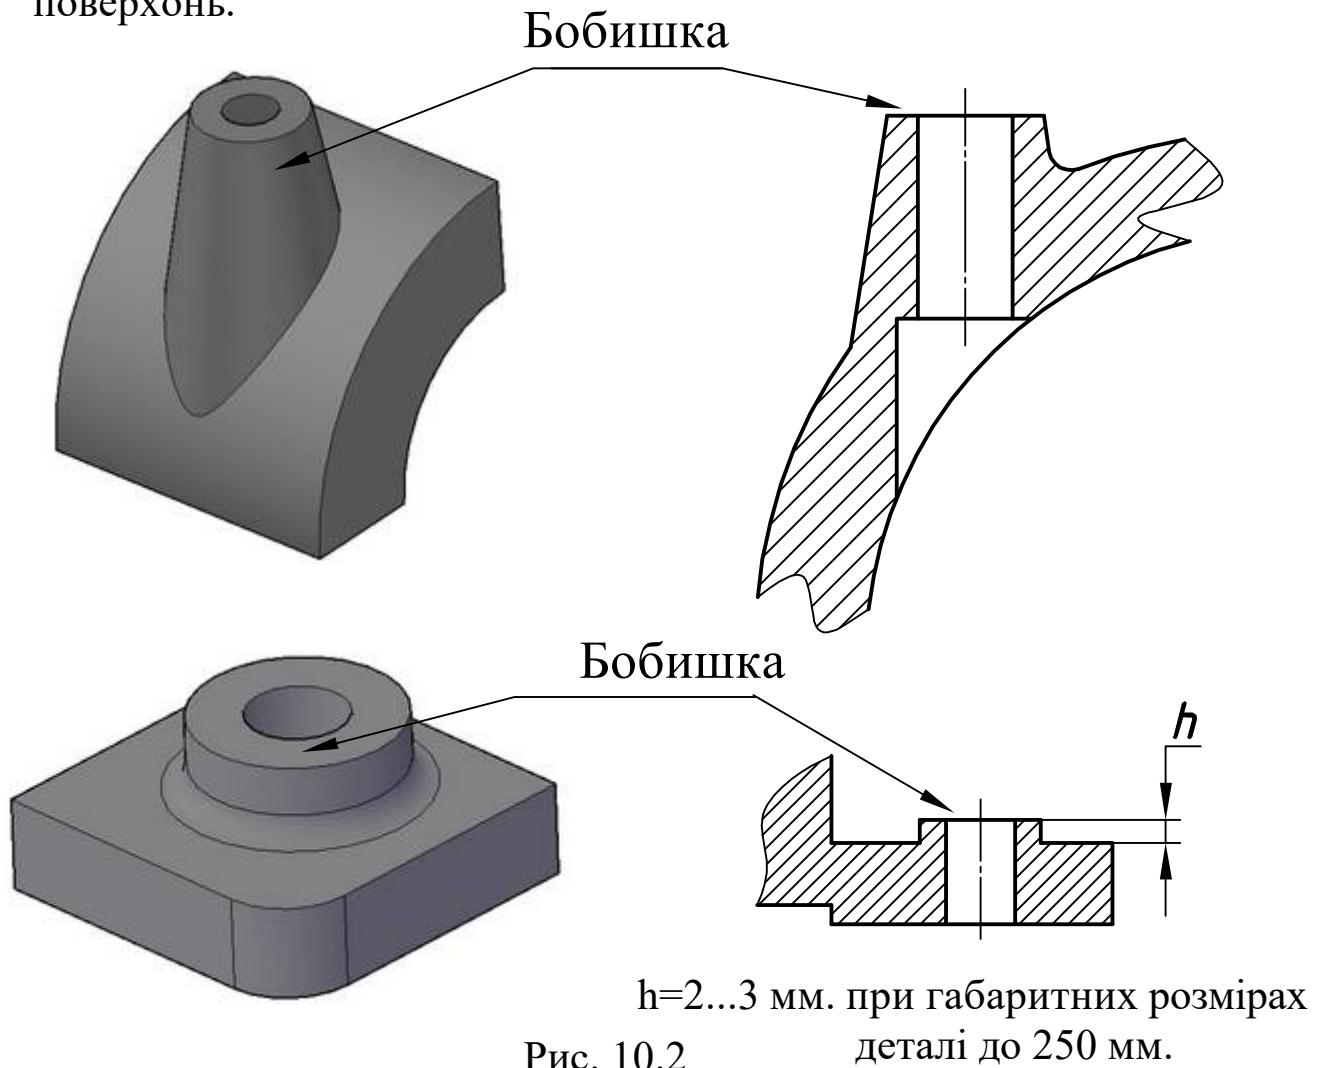 поверхонь.
Бобишка
Бобишка
h
h=2...3 мм. при габаритних розмірах
деталі до 250 мм.
Рис. 10.2